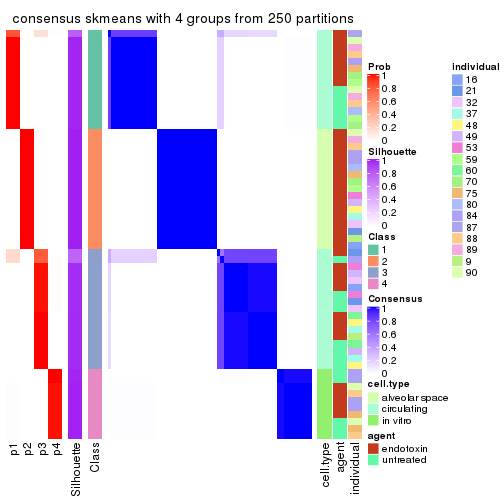 consensus skmeans with 4 groups from 250 partitions
p1
p2
p3
p4
Silhouette
Class
cell.type
agent
individual
Prob
1
0.8
0.6
0.4
0.2
0
Silhouette
1
0.8
0.6
0.4
0.2
0
Class
1
2
3
4
Consensus
1
0.8
0.6
0.4
0.2
0
cell.type
alveolar space
circulating
in vitro
agent
endotoxin
untreated
individual
16
21
32
37
48
49
53
59
60
70
75
80
84
87
88
89
9
90